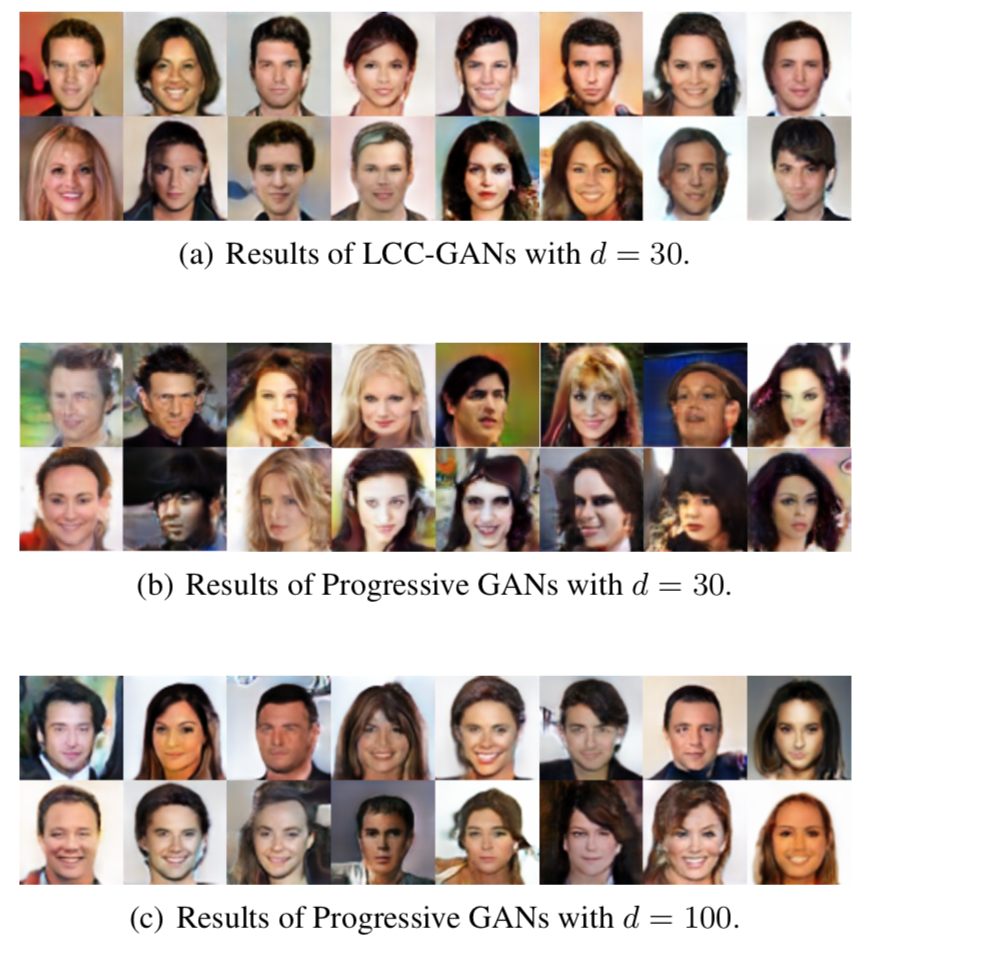 (a) Results of LCC-GANs with d = 30.
(b) Results of Progressive GANs with d = 30.
(c) Results of Progressive GANs with d = 100.